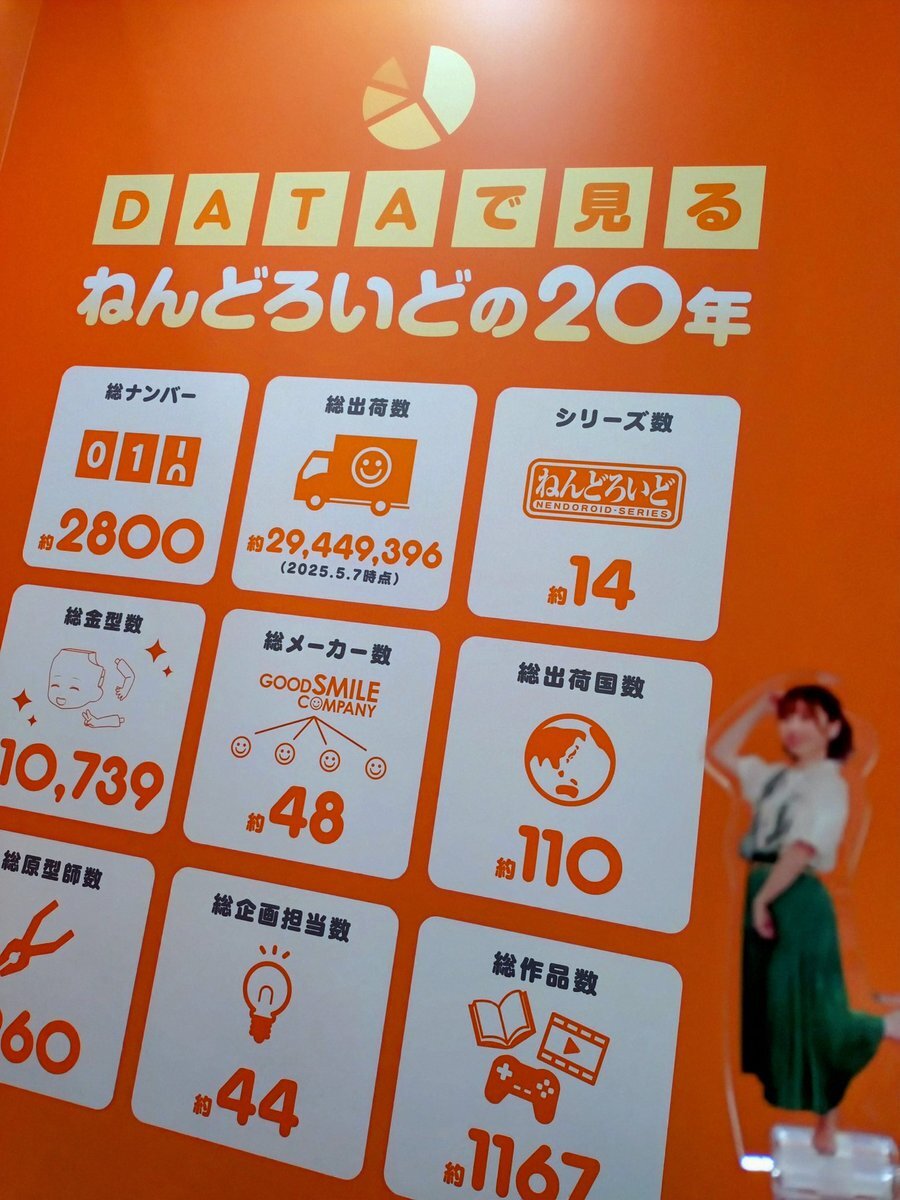 DATAで見る
ねんどろいどの20年
総ナンバー
011
0
約2800
総出荷数
約29,449,396
(2025.5.7時点)
シリーズ数
ねんどろいど
NENDOROID·SERIES
約14
総金型数
10,739
総メーカー数
GOODSMILE
COMPANY
約48
総出荷国数
約110
総原型師数
60
総企画担当数
約44
総作品数
約1167